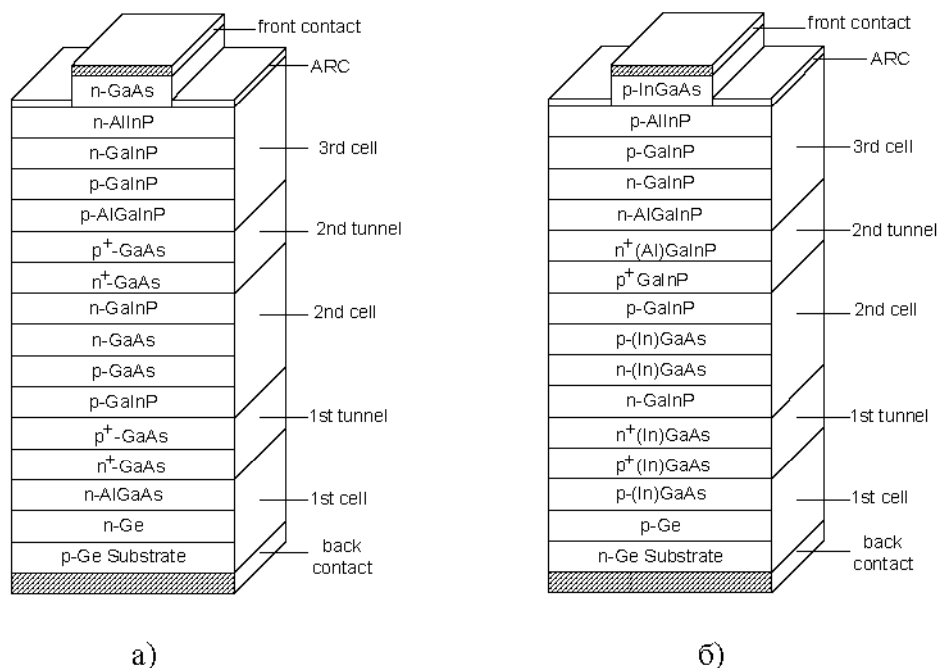 front contact
ARC
n-GaAs
n-AlInP
n-GaInP
3rd cell
p-GaInP
p-AlGaInP
2nd tunnel
p+-GaAs
n+-GaAs
n-GaInP
2nd cell
n-GaAs
p-GaAs
p-GaInP
1st tunnel
p+-GaAs
n+-GaAs
n-AlGaAs
1st cell
n-Ge
p-Ge Substrate
back
contact
a)
front contact
ARC
p-InGaAs
p-AlInP
p-GaInP
3rd cell
n-GaInP
n-AlGaInP
2nd tunnel
n+(Al)GaInP
p+GaInP
p-GaInP
2nd cell
p-(In)GaAs
n-(In)GaAs
n-GaInP
1st tunnel
n+(In)GaAs
p+(In)GaAs
p-(In)GaAs
1st cell
p-Ge
n-Ge Substrate
back
contact
б)